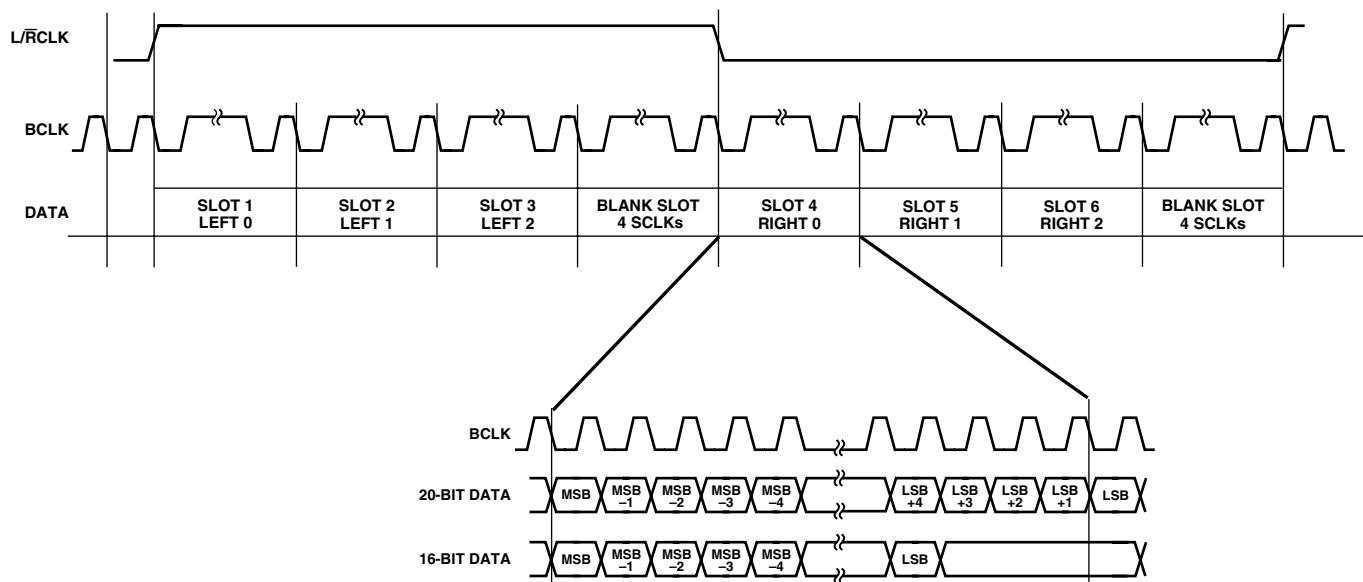 L/R̅CLK
BCLK
DATA
SLOT 1
LEFT 0
SLOT 2
LEFT 1
SLOT 3
LEFT 2
BLANK SLOT
4 SCLKs
SLOT 4
RIGHT 0
SLOT 5
RIGHT 1
SLOT 6
RIGHT 2
BLANK SLOT
4 SCLKs
BCLK
20-BIT DATA
MSB
MSB
–1
MSB
–2
MSB
–3
MSB
–4
LSB
+4
LSB
+3
LSB
+2
LSB
+1
LSB
16-BIT DATA
MSB
MSB
–1
MSB
–2
MSB
–3
MSB
–4
LSB